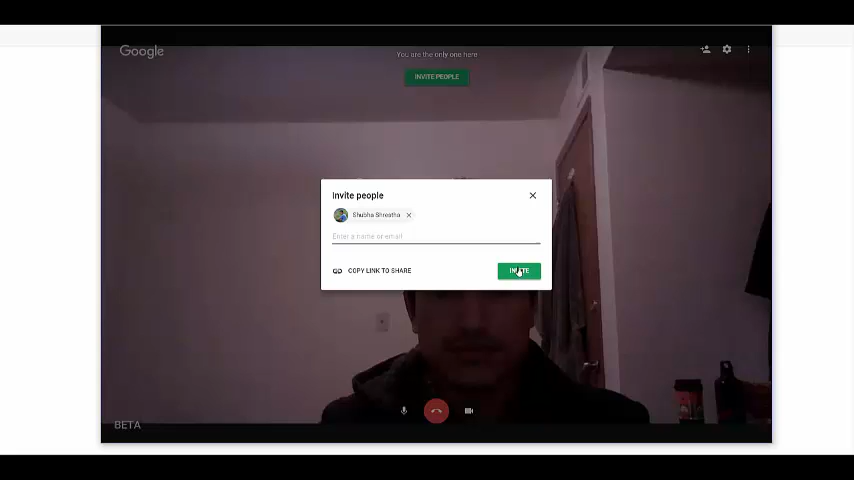 Google
You are the only one here
INVITE PEOPLE
Invite people
Shubha Shrestha
Enter a name or email
COPY LINK TO SHARE
INVITE
BETA